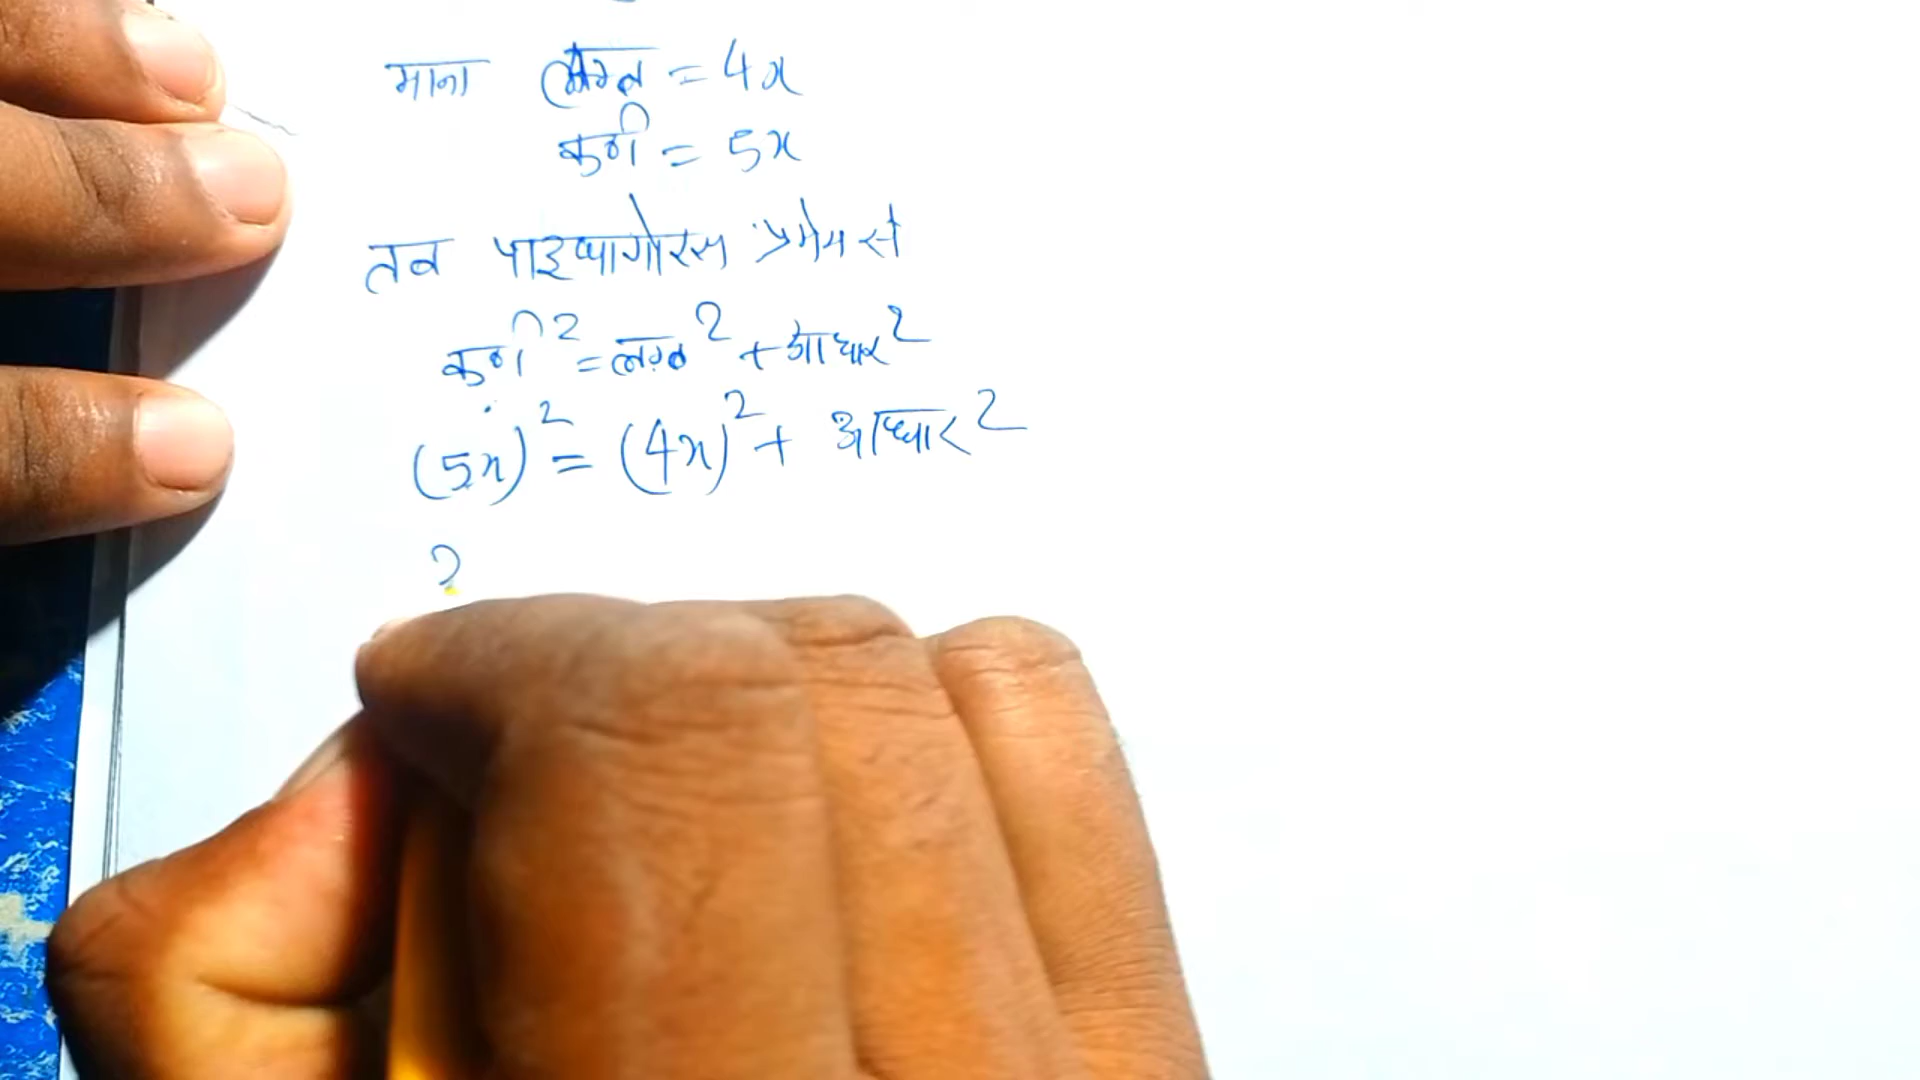 माना लम्ब = 4x
कर्ण = 5x
तब पाइथागोरस प्रमेय से
कर्ण² = लम्ब² + आधार²
(5x)² = (4x)² + आधार²
2